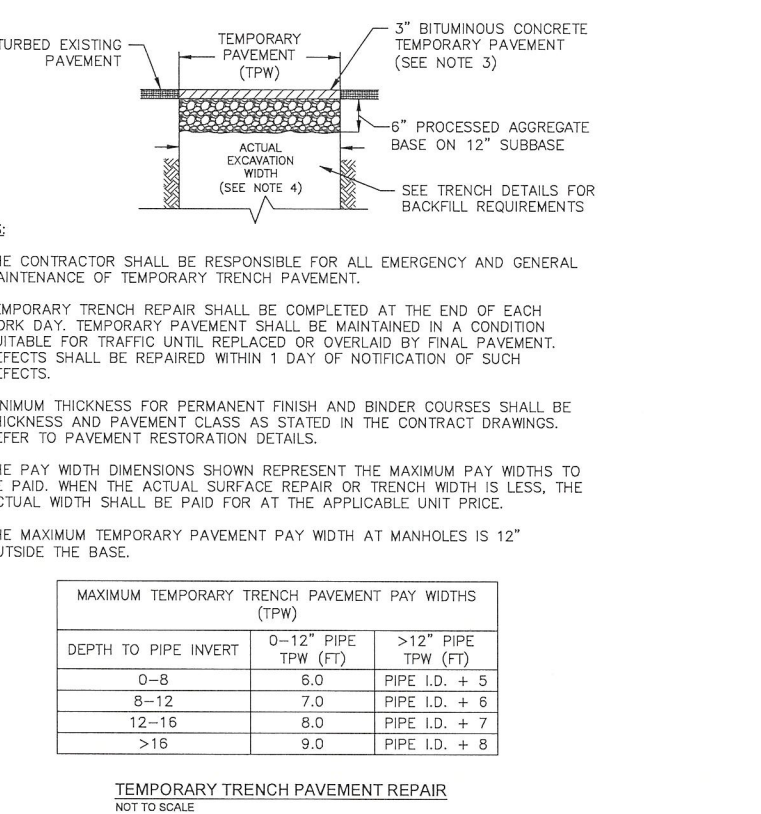 TURBED EXISTING
PAVEMENT
TEMPORARY
PAVEMENT
(TPW)
3" BITUMINOUS CONCRETE
TEMPORARY PAVEMENT
(SEE NOTE 3)
6" PROCESSED AGGREGATE
BASE ON 12" SUBBASE
ACTUAL
EXCAVATION
WIDTH
(SEE NOTE 4)
SEE TRENCH DETAILS FOR
BACKFILL REQUIREMENTS
S:
HE CONTRACTOR SHALL BE RESPONSIBLE FOR ALL EMERGENCY AND GENERAL
AINTENANCE OF TEMPORARY TRENCH PAVEMENT.
EMPORARY TRENCH REPAIR SHALL BE COMPLETED AT THE END OF EACH
ORK DAY. TEMPORARY PAVEMENT SHALL BE MAINTAINED IN A CONDITION
UITABLE FOR TRAFFIC UNTIL REPLACED OR OVERLAID BY FINAL PAVEMENT.
EFECTS SHALL BE REPAIRED WITHIN 1 DAY OF NOTIFICATION OF SUCH
EFECTS.
INIMUM THICKNESS FOR PERMANENT FINISH AND BINDER COURSES SHALL BE
HICKNESS AND PAVEMENT CLASS AS STATED IN THE CONTRACT DRAWINGS.
EFER TO PAVEMENT RESTORATION DETAILS.
HE PAY WIDTH DIMENSIONS SHOWN REPRESENT THE MAXIMUM PAY WIDTHS TO
E PAID. WHEN THE ACTUAL SURFACE REPAIR OR TRENCH WIDTH IS LESS, THE
CTUAL WIDTH SHALL BE PAID FOR AT THE APPLICABLE UNIT PRICE.
HE MAXIMUM TEMPORARY PAVEMENT PAY WIDTH AT MANHOLES IS 12"
UTSIDE THE BASE.
MAXIMUM TEMPORARY TRENCH PAVEMENT PAY WIDTHS
(TPW)
DEPTH TO PIPE INVERT
0-12" PIPE
TPW (FT)
>12" PIPE
TPW (FT)
0-8 6.0 PIPE I.D. + 5
8-12 7.0 PIPE I.D. + 6
12-16 8.0 PIPE I.D. + 7
>16 9.0 PIPE I.D. + 8
TEMPORARY TRENCH PAVEMENT REPAIR
NOT TO SCALE